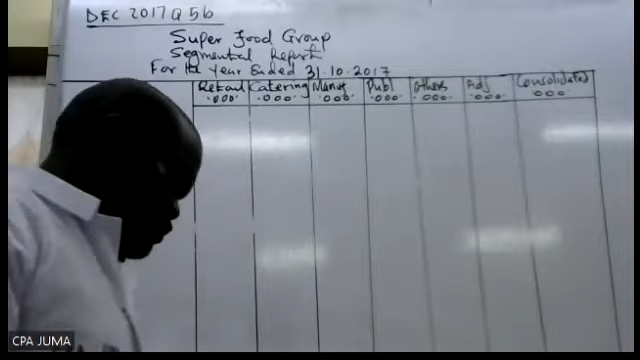 DEC 2017 Q 5b
Super Food Group
Segmental Report
For the Year Ended 31.10.2017
Retail Catering Manuf Publ Others Adj Consolidated
'000' '000' '000' '000' '000' '000' 000
CPA JUMA